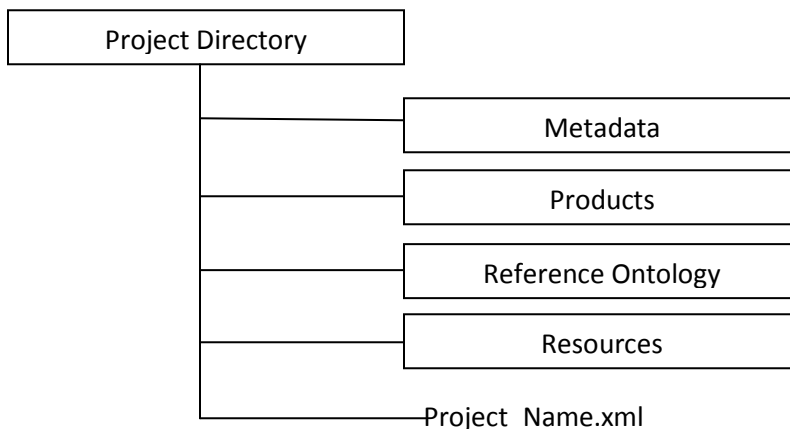 Project Directory
Metadata
Products
Reference Ontology
Resources
Project_Name.xml